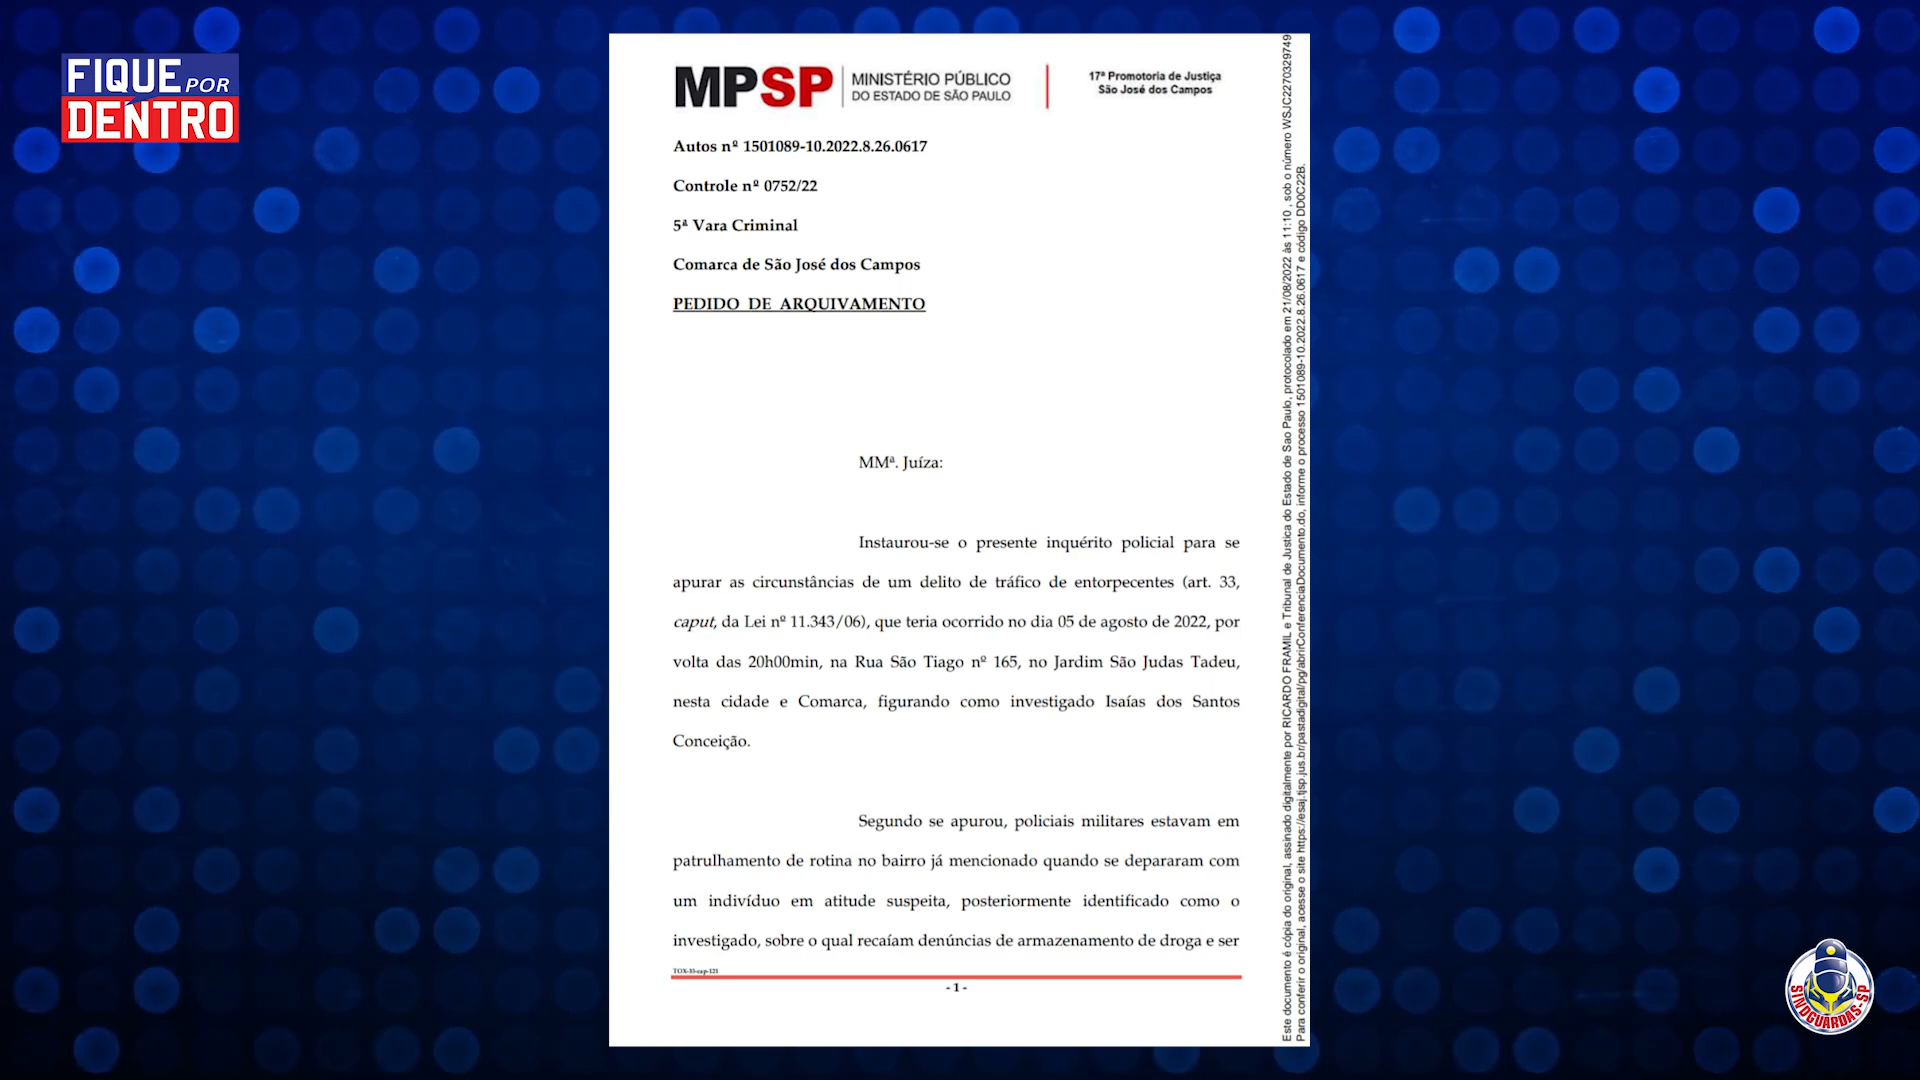 FIQUE POR
DENTRO
MPSP MINISTÉRIO PÚBLICO
DO ESTADO DE SÃO PAULO
17ª Promotoria de Justiça
São José dos Campos
Autos nº 1501089-10.2022.8.26.0617
Controle nº 0752/22
5ª Vara Criminal
Comarca de São José dos Campos
PEDIDO DE ARQUIVAMENTO
MMª. Juíza:
Instaurou-se o presente inquérito policial para se
apurar as circunstâncias de um delito de tráfico de entorpecentes (art. 33,
caput, da Lei nº 11.343/06), que teria ocorrido no dia 05 de agosto de 2022, por
volta das 20h00min, na Rua São Tiago nº 165, no Jardim São Judas Tadeu,
nesta cidade e Comarca, figurando como investigado Isaías dos Santos
Conceição.
Segundo se apurou, policiais militares estavam em
patrulhamento de rotina no bairro já mencionado quando se depararam com
um indivíduo em atitude suspeita, posteriormente identificado como o
investigado, sobre o qual recaíam denúncias de armazenamento de droga e ser
TOX-33-cap-121
- 1 -
Este documento é cópia do original, assinado digitalmente por RICARDO FRAMIL e Tribunal de Justica do Estado de Sao Paulo, protocolado em 21/08/2022 às 11:10 , sob o número WSJC2270329749
Para conferir o original, acesse o site https://esaj.tjsp.jus.br/pastadigital/pg/abrirConferenciaDocumento.do, informe o processo 1501089-10.2022.8.26.0617 e código DD0C22B.
SINDGUARDAS-SP